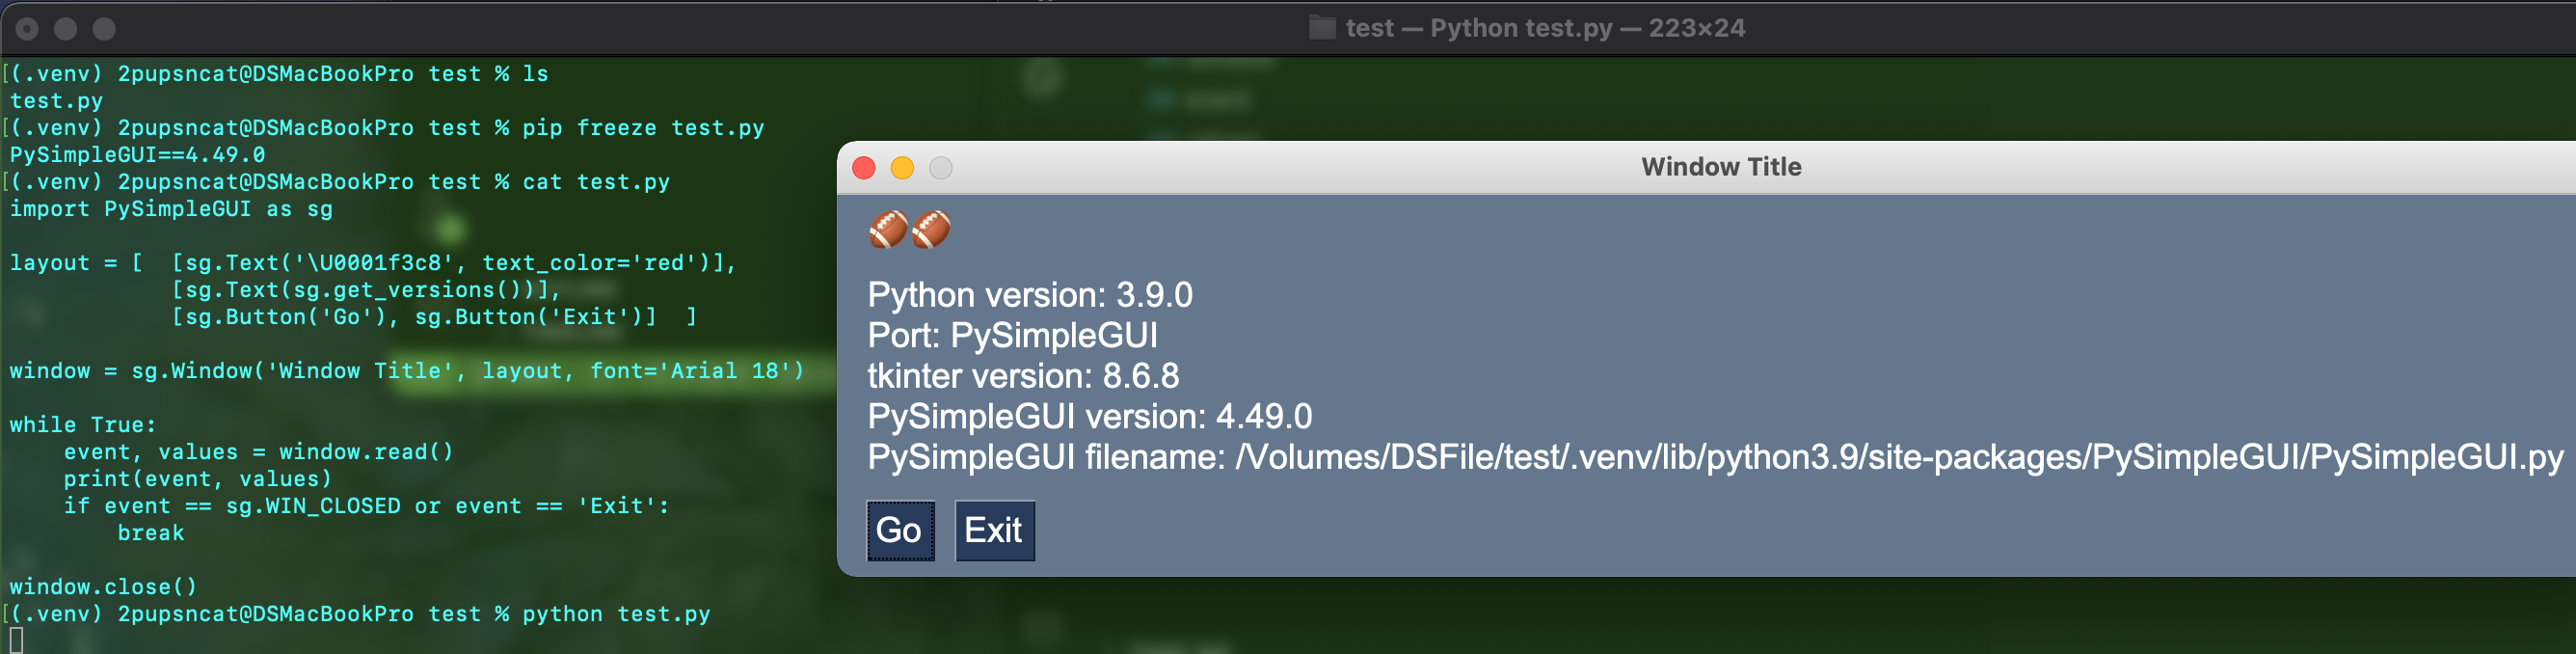 test — Python test.py — 223×24
[(.venv) 2pupsncat@DSMacBookPro test % ls
test.py
[(.venv) 2pupsncat@DSMacBookPro test % pip freeze test.py
PySimpleGUI==4.49.0
[(.venv) 2pupsncat@DSMacBookPro test % cat test.py
import PySimpleGUI as sg
layout = [  [sg.Text('\U0001f3c8', text_color='red')],
            [sg.Text(sg.get_versions())],
            [sg.Button('Go'), sg.Button('Exit')]  ]
window = sg.Window('Window Title', layout, font='Arial 18')
while True:
    event, values = window.read()
    print(event, values)
    if event == sg.WIN_CLOSED or event == 'Exit':
        break
window.close()
[(.venv) 2pupsncat@DSMacBookPro test % python test.py
Window Title
🏈🏈
Python version: 3.9.0
Port: PySimpleGUI
tkinter version: 8.6.8
PySimpleGUI version: 4.49.0
PySimpleGUI filename: /Volumes/DSFile/test/.venv/lib/python3.9/site-packages/PySimpleGUI/PySimpleGUI.py
Go Exit